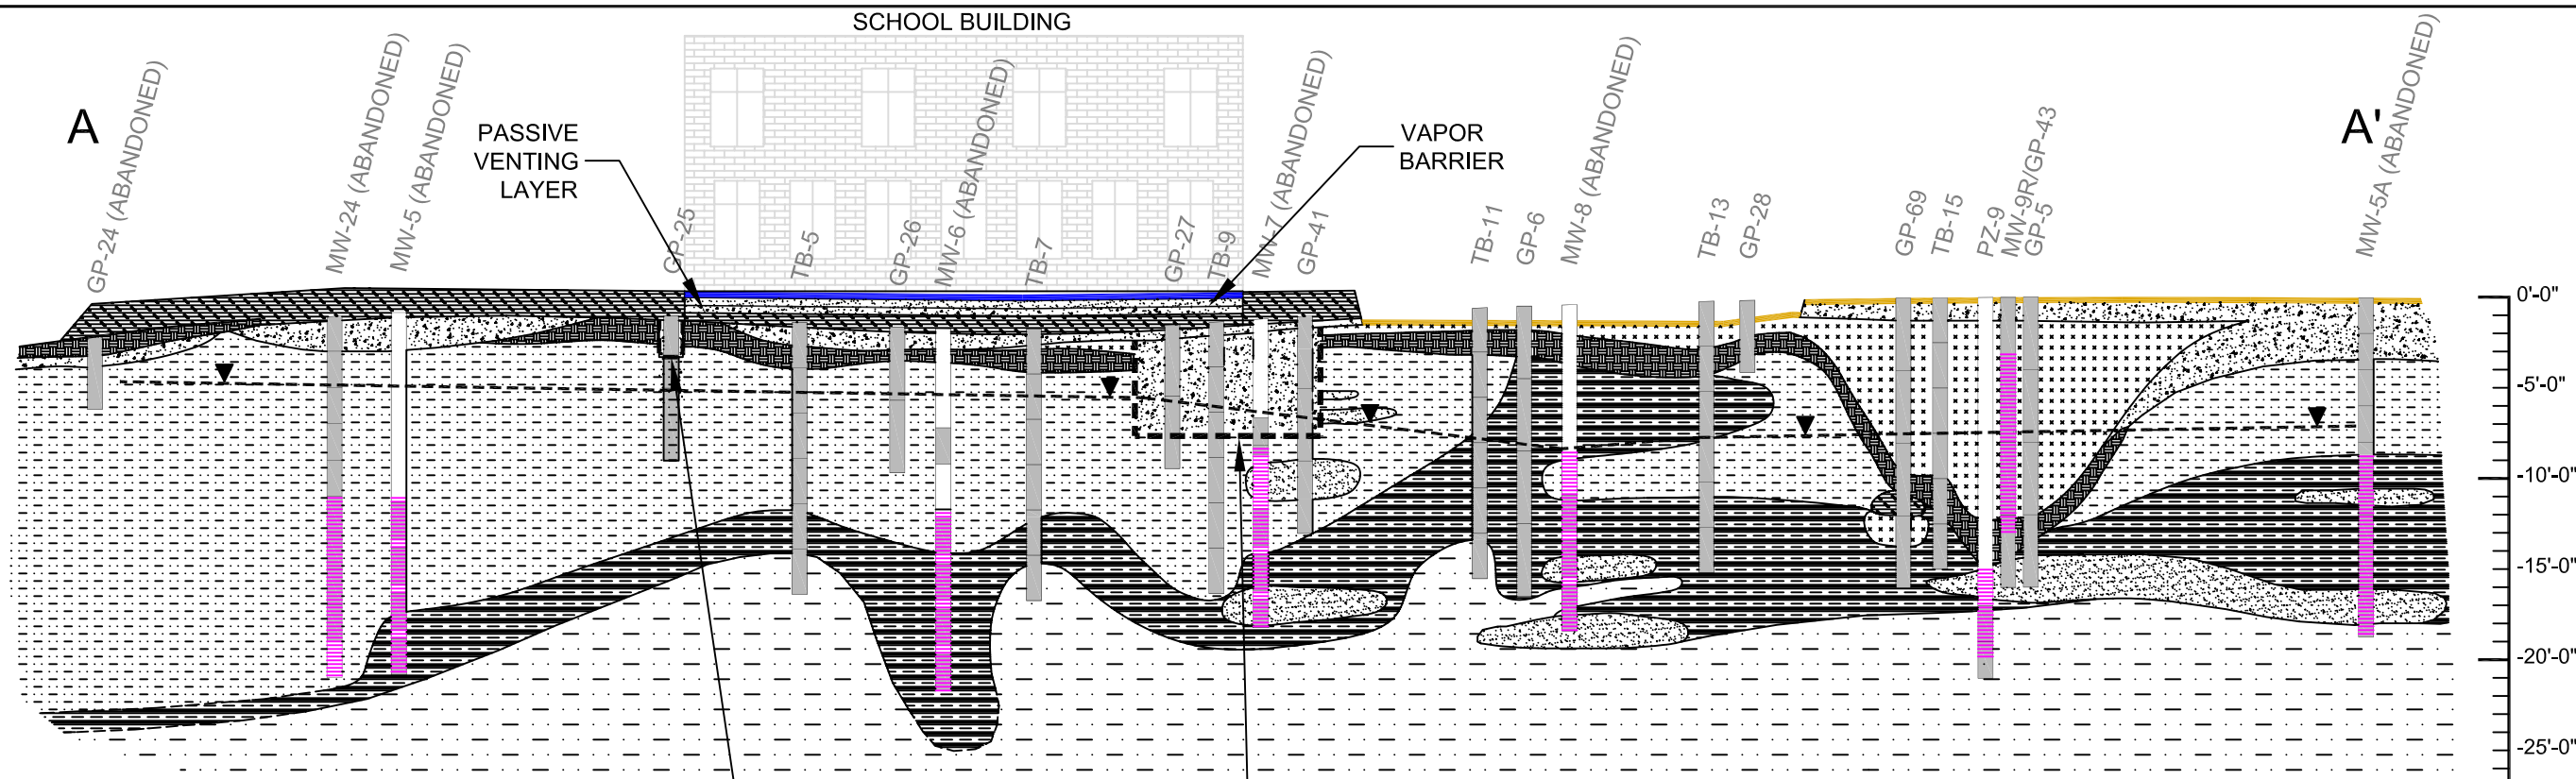 SCHOOL BUILDING
A
A'
PASSIVE
VENTING
LAYER
VAPOR
BARRIER
GP-24 (ABANDONED)
MW-24 (ABANDONED)
MW-5 (ABANDONED)
GP-25
TB-5
GP-26
MW-6 (ABANDONED)
TB-7
GP-27
TB-9
MW-7 (ABANDONED)
GP-41
TB-11
GP-6
MW-8 (ABANDONED)
TB-13
GP-28
GP-69
TB-15
PZ-9
MW-9R/GP-43
GP-5
MW-5A (ABANDONED)
0'-0"
-5'-0"
-10'-0"
-15'-0"
-20'-0"
-25'-0"